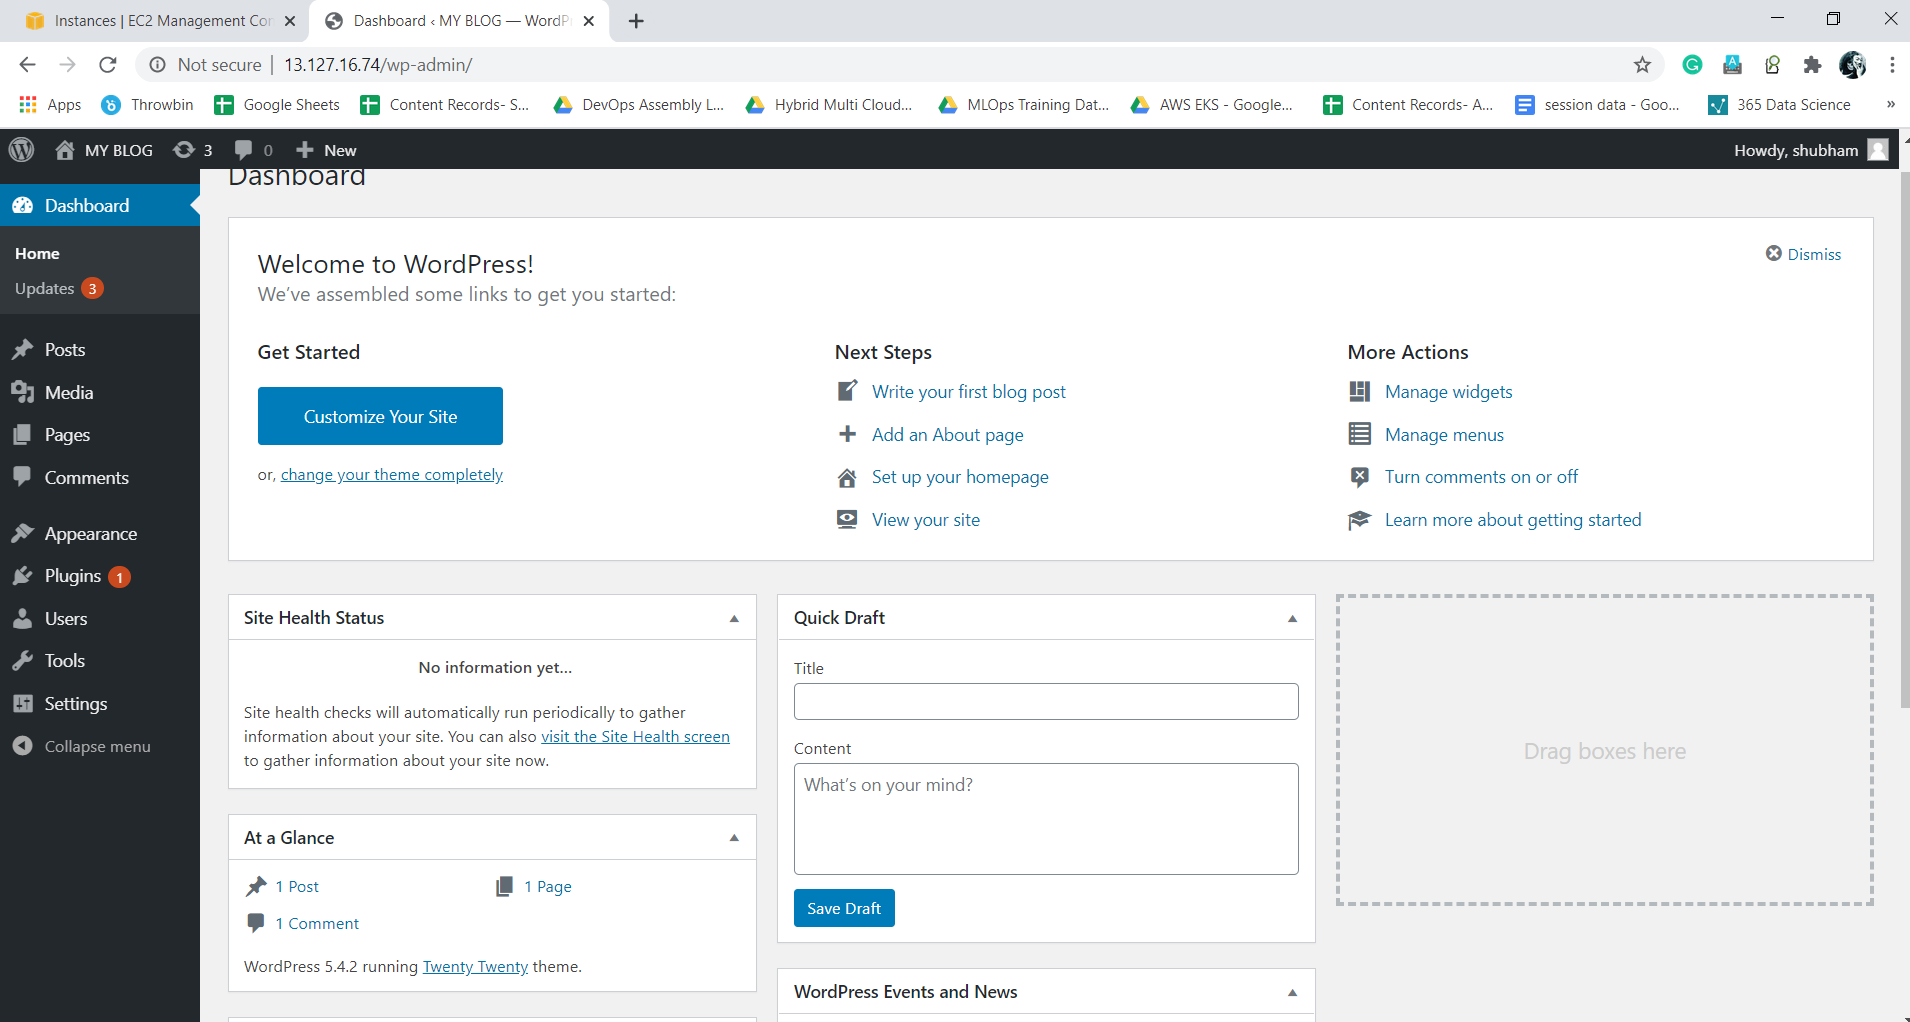 Instances | EC2 Management Con
Dashboard ‹ MY BLOG — WordPr
Not secure | 13.127.16.74/wp-admin/
Apps
Throwbin
Google Sheets
Content Records- S...
DevOps Assembly L...
Hybrid Multi Cloud...
MLOps Training Dat...
AWS EKS - Google...
Content Records- A...
session data - Goo...
365 Data Science
»
MY BLOG
3
0
New
Howdy, shubham
Dashboard
Home
Updates 3
Posts
Media
Pages
Comments
Appearance
Plugins 1
Users
Tools
Settings
Collapse menu
Dashboard
Welcome to WordPress!
Dismiss
We've assembled some links to get you started:
Get Started
Customize Your Site
or, change your theme completely
Next Steps
Write your first blog post
Add an About page
Set up your homepage
View your site
More Actions
Manage widgets
Manage menus
Turn comments on or off
Learn more about getting started
Site Health Status
No information yet...
Site health checks will automatically run periodically to gather
information about your site. You can also visit the Site Health screen
to gather information about your site now.
At a Glance
1 Post
1 Page
1 Comment
WordPress 5.4.2 running Twenty Twenty theme.
Quick Draft
Title
Content
What's on your mind?
Save Draft
WordPress Events and News
Drag boxes here